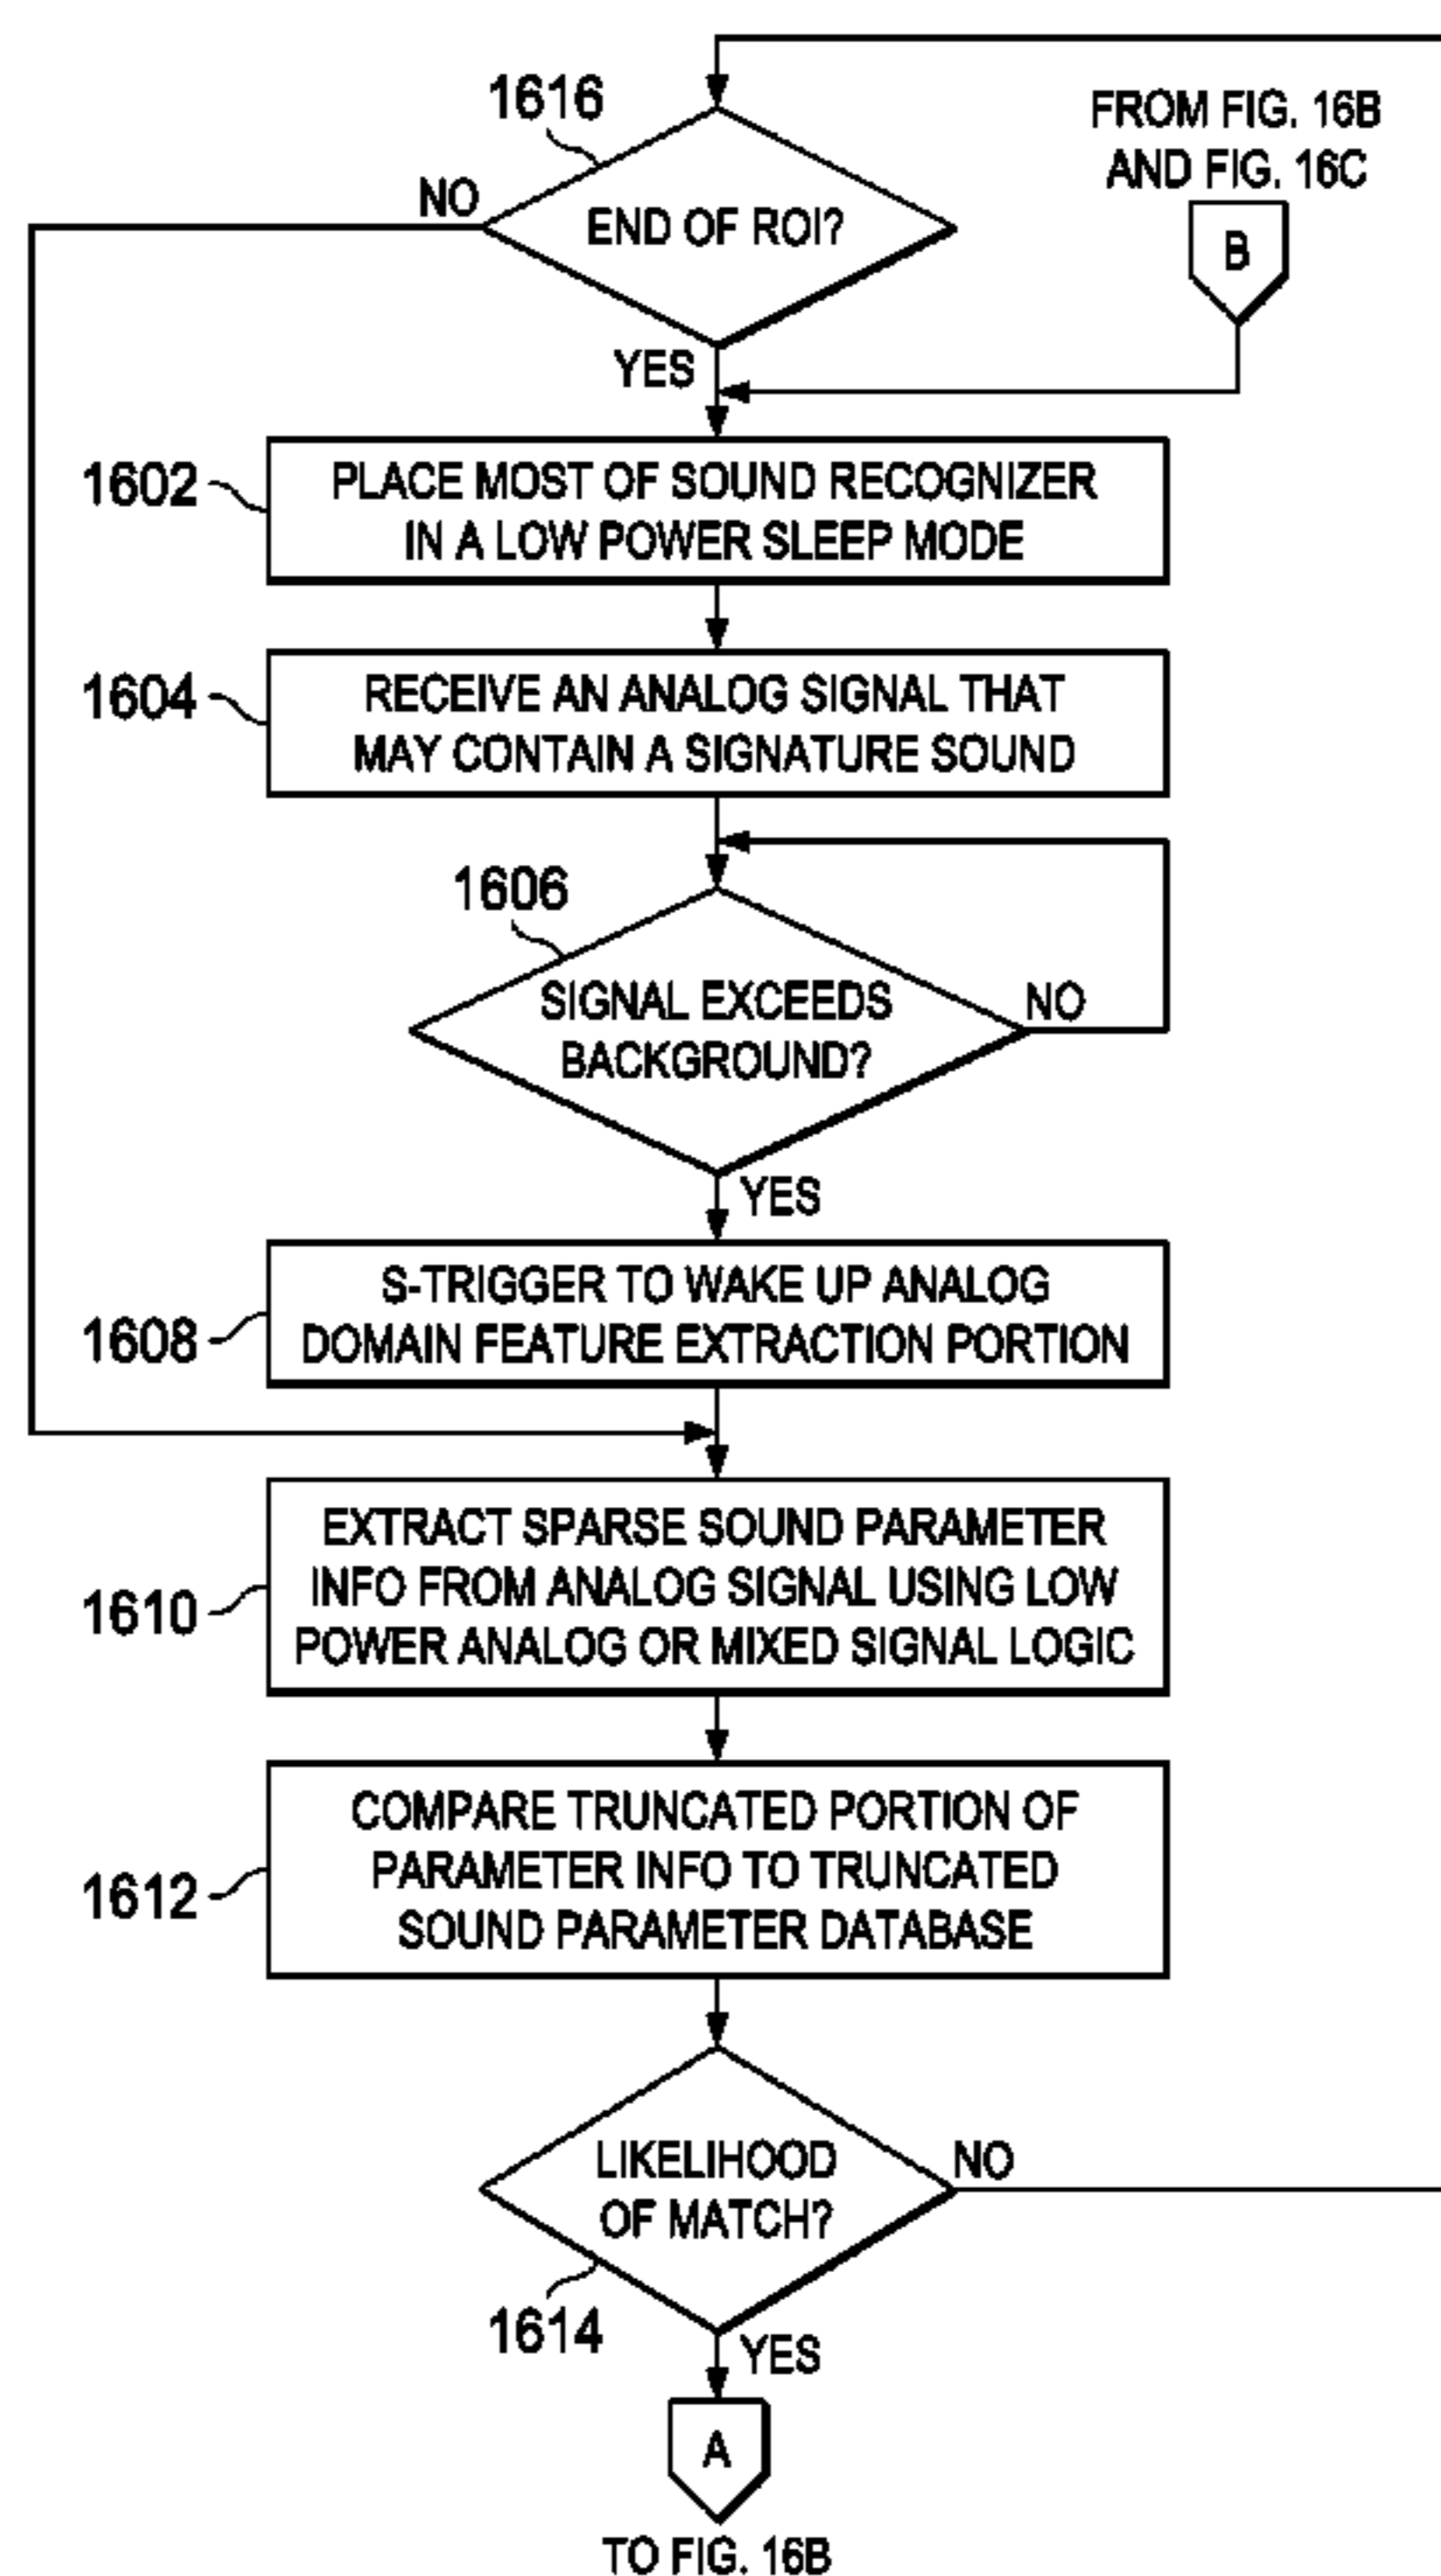 1616
FROM FIG. 16B
AND FIG. 16C
NO
END OF ROI?
B
YES
1602
PLACE MOST OF SOUND RECOGNIZER
IN A LOW POWER SLEEP MODE
1604
RECEIVE AN ANALOG SIGNAL THAT
MAY CONTAIN A SIGNATURE SOUND
1606
SIGNAL EXCEEDS
BACKGROUND?
NO
YES
1608
S-TRIGGER TO WAKE UP ANALOG
DOMAIN FEATURE EXTRACTION PORTION
1610
EXTRACT SPARSE SOUND PARAMETER
INFO FROM ANALOG SIGNAL USING LOW
POWER ANALOG OR MIXED SIGNAL LOGIC
1612
COMPARE TRUNCATED PORTION OF
PARAMETER INFO TO TRUNCATED
SOUND PARAMETER DATABASE
LIKELIHOOD
OF MATCH?
NO
1614
YES
A
TO FIG. 16B